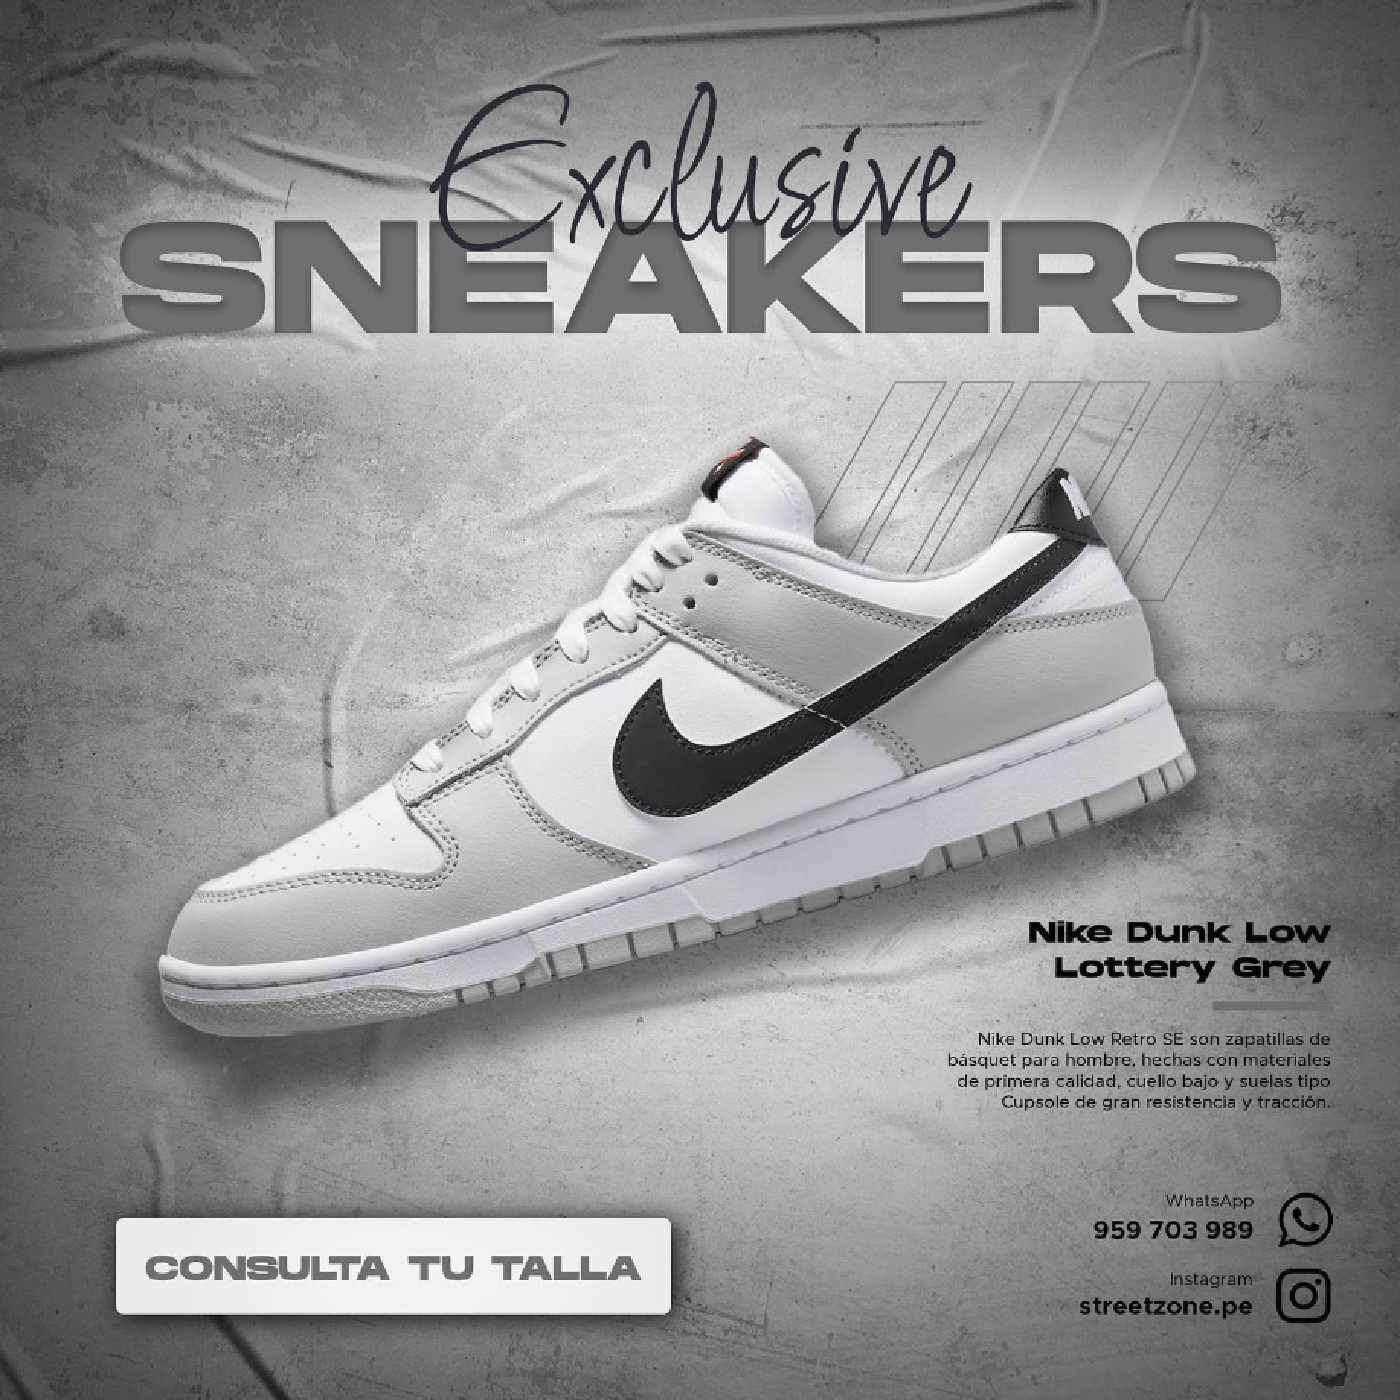 Exclusive
SNEAKERS
Nike Dunk Low
Lottery Grey
Nike Dunk Low Retro SE son zapatillas de
básquet para hombre, hechas con materiales
de primera calidad, cuello bajo y suelas tipo
Cupsole de gran resistencia y tracción.
CONSULTA TU TALLA
WhatsApp
959 703 989
Instagram
streetzone.pe